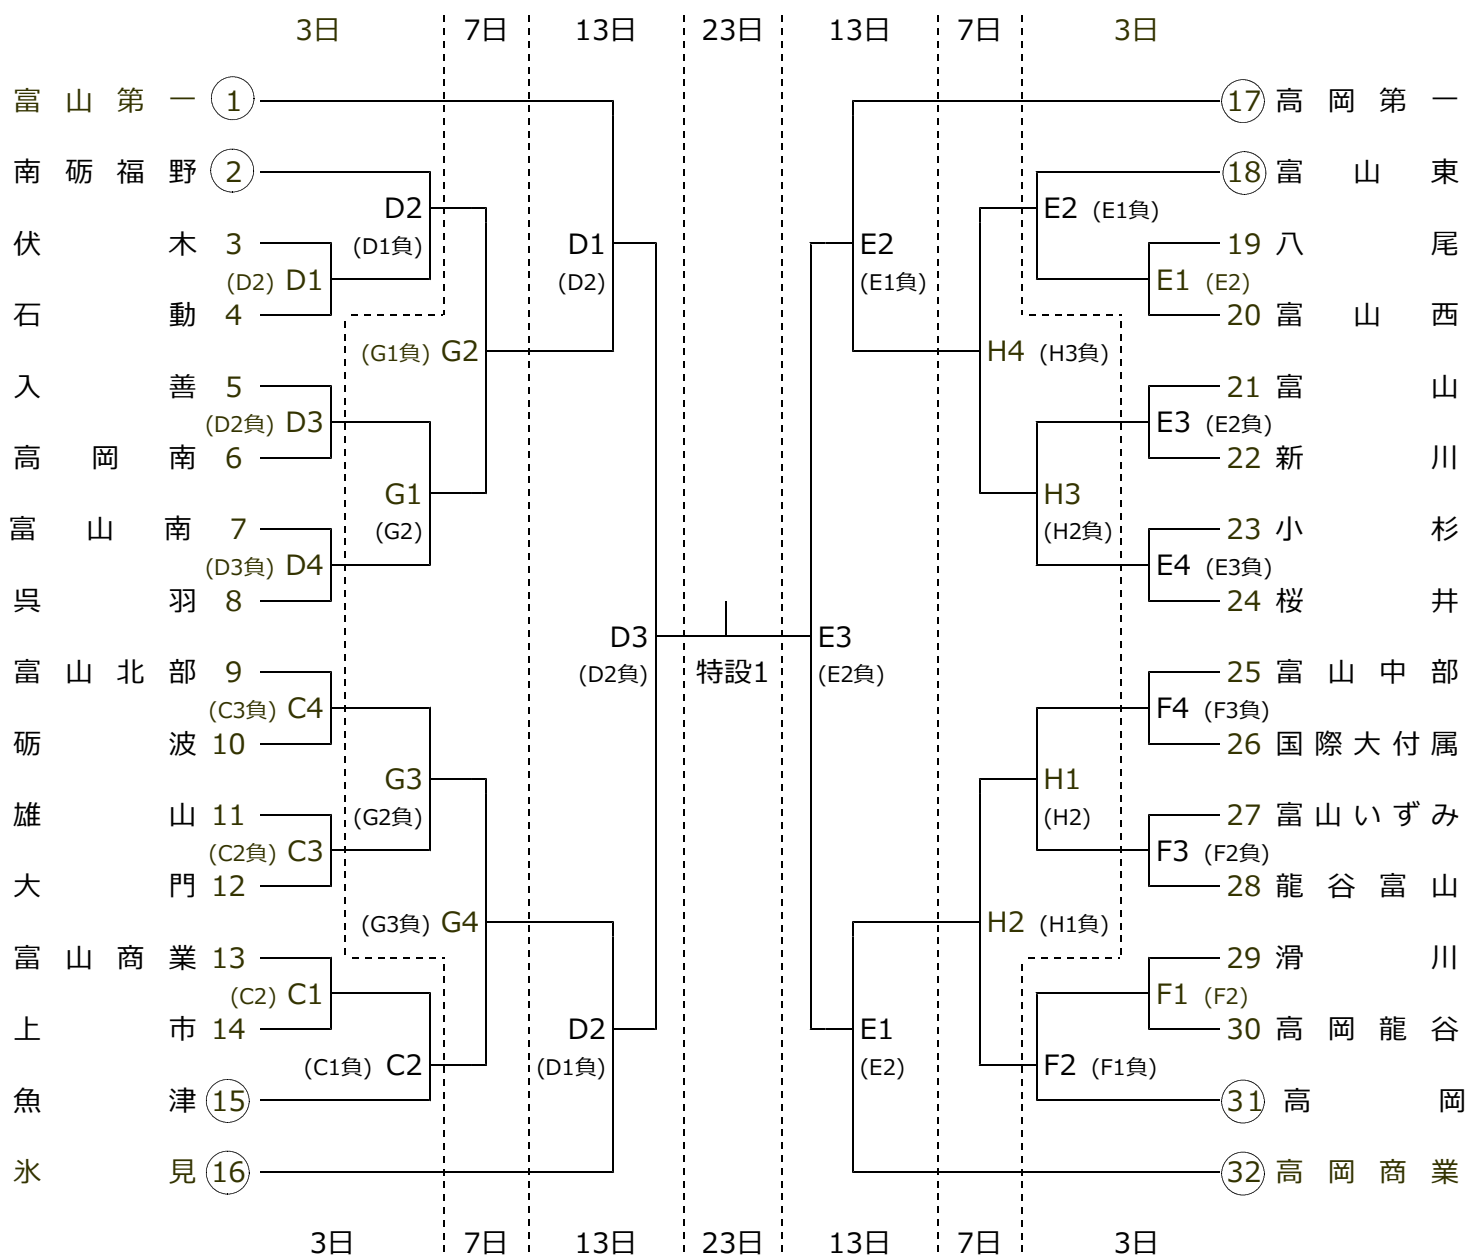 3日 7日 13日 23日 13日 7日 3日
富山第一 1 17 高岡第一
南砺福野 2 18 富山東
D2 E2 (E1負)
伏木 3 (D1負) D1 E2 19 八尾
(D2) D1 (D2) (E1負) E1 (E2)
石動 4 20 富山西
(G1負) G2 H4 (H3負)
入善 5 21 富山
(D2負) D3 E3 (E2負)
高岡南 6 22 新川
G1 H3
富山南 7 (G2) (H2負) 23 小杉
(D3負) D4 E4 (E3負)
呉羽 8 24 桜井
D3 E3
富山北部 9 (D2負) 特設1 (E2負) 25 富山中部
(C3負) C4 F4 (F3負)
砺波 10 26 国際大付属
G3 H1
雄山 11 (G2負) (H2) 27 富山いずみ
(C2負) C3 F3 (F2負)
大門 12 28 龍谷富山
(G3負) G4 H2 (H1負)
富山商業 13 29 滑川
(C2) C1 F1 (F2)
上市 14 D2 E1 30 高岡龍谷
(C1負) C2 (D1負) (E2) F2 (F1負)
魚津 15 31 高岡
氷見 16 32 高岡商業
3日 7日 13日 23日 13日 7日 3日